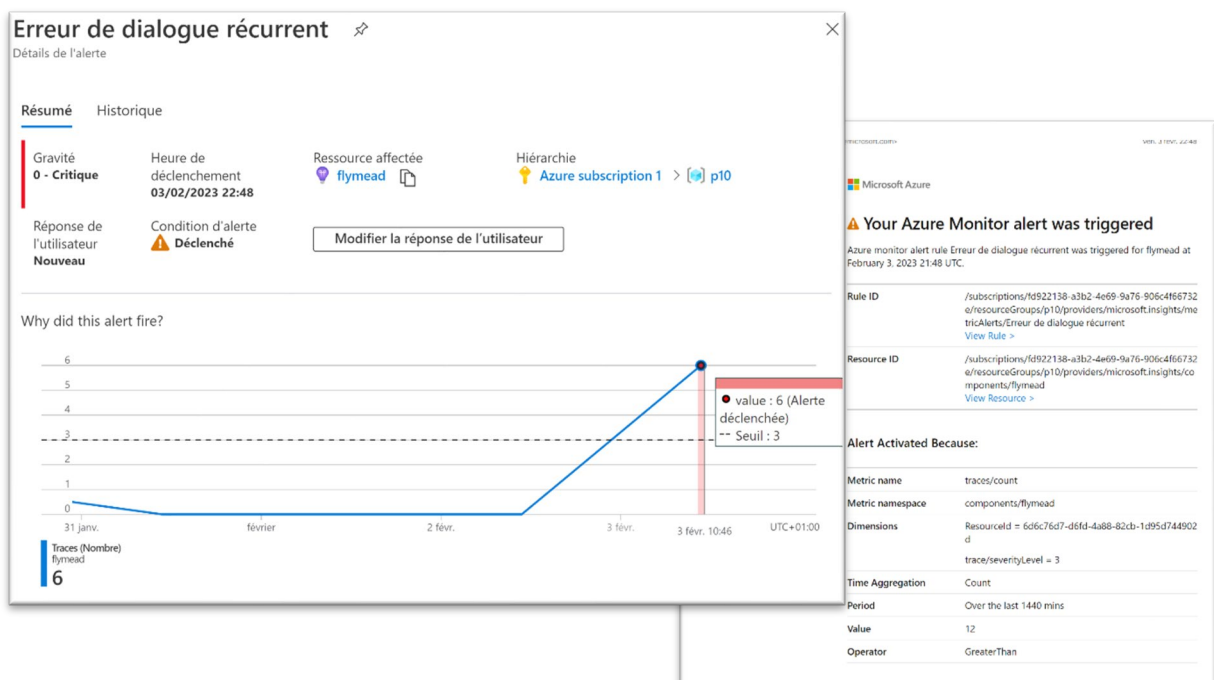 Erreur de dialogue récurrent
Détails de l'alerte
Résumé Historique
Gravité
0 - Critique
Heure de
déclenchement
03/02/2023 22:48
Ressource affectée
flymead
Hiérarchie
Azure subscription 1 > p10
Réponse de
l'utilisateur
Nouveau
Condition d'alerte
Déclenché
Modifier la réponse de l'utilisateur
Why did this alert fire?
6
5
4
3
2
1
0
31 janv. février 2 févr. 3 févr. 3 févr. 10:46 UTC+01:00
value : 6 (Alerte
déclenchée)
-- Seuil : 3
Traces (Nombre)
flymead
6
microsoft.com> ven. 3 févr. 22:48
Microsoft Azure
Your Azure Monitor alert was triggered
Azure monitor alert rule Erreur de dialogue récurrent was triggered for flymead at
February 3, 2023 21:48 UTC.
Rule ID /subscriptions/fd922138-a3b2-4e69-9a76-906c4f66732
e/resourceGroups/p10/providers/microsoft.insights/me
tricAlerts/Erreur de dialogue récurrent
View Rule >
Resource ID /subscriptions/fd922138-a3b2-4e69-9a76-906c4f66732
e/resourceGroups/p10/providers/microsoft.insights/co
mponents/flymead
View Resource >
Alert Activated Because:
Metric name traces/count
Metric namespace components/flymead
Dimensions ResourceId = 6d6c76d7-d6fd-4a88-82cb-1d95d744902
d
trace/severityLevel = 3
Time Aggregation Count
Period Over the last 1440 mins
Value 12
Operator GreaterThan